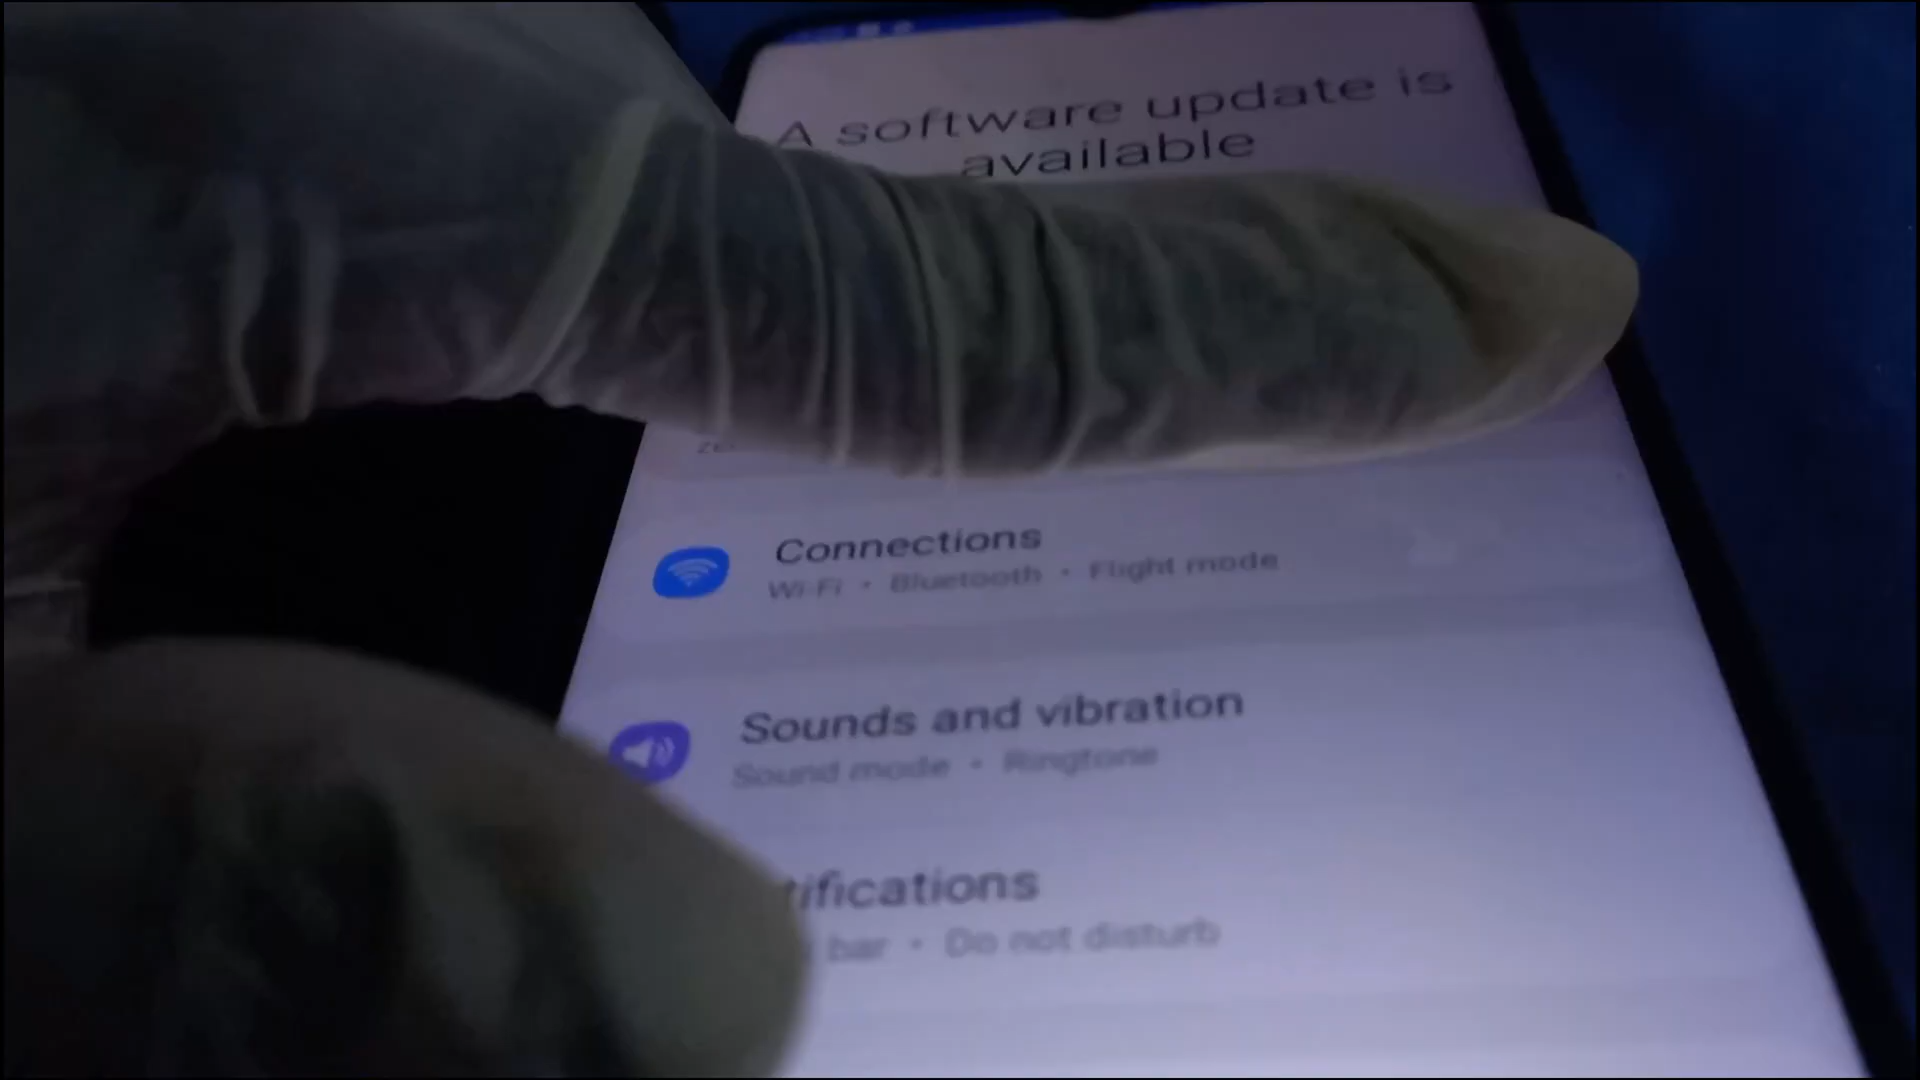 A software update is
available
Connections
Wi-Fi • Bluetooth • Flight mode
Sounds and vibration
Sound mode • Ringtone
tifications
bar • Do not disturb